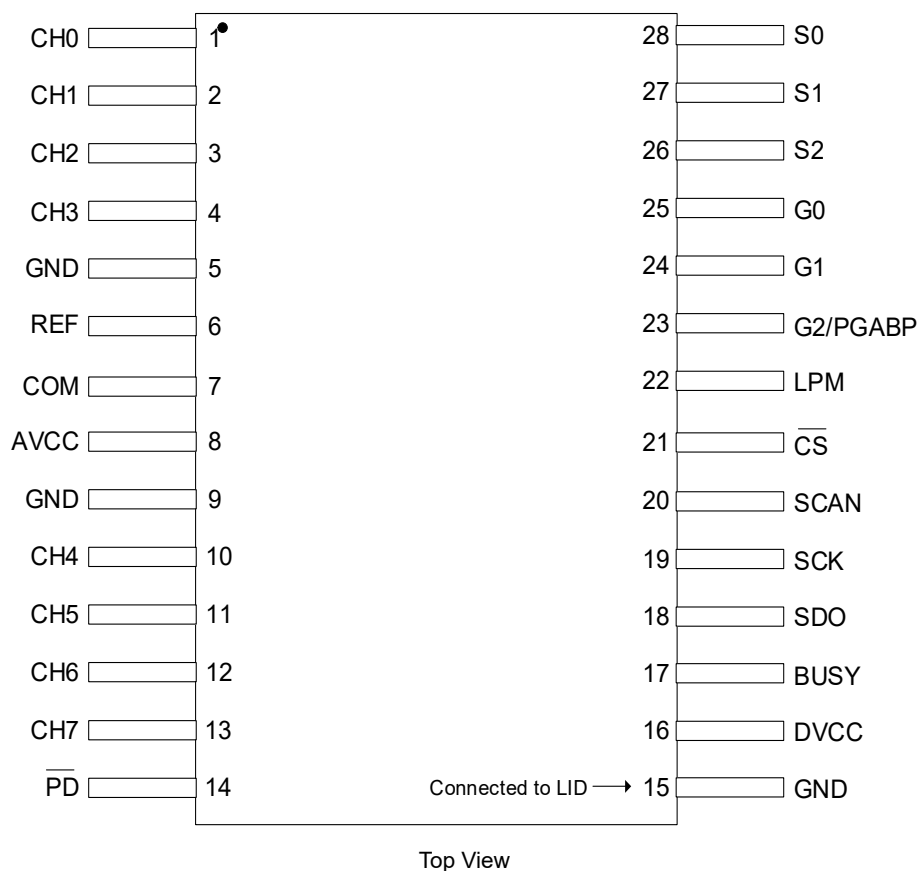 CH0 1 28 S0
CH1 2 27 S1
CH2 3 26 S2
CH3 4 25 G0
GND 5 24 G1
REF 6 23 G2/PGABP
COM 7 22 LPM
AVCC 8 21 C̅S̅
GND 9 20 SCAN
CH4 10 19 SCK
CH5 11 18 SDO
CH6 12 17 BUSY
CH7 13 16 DVCC
P̅D̅ 14 Connected to LID → 15 GND
Top View